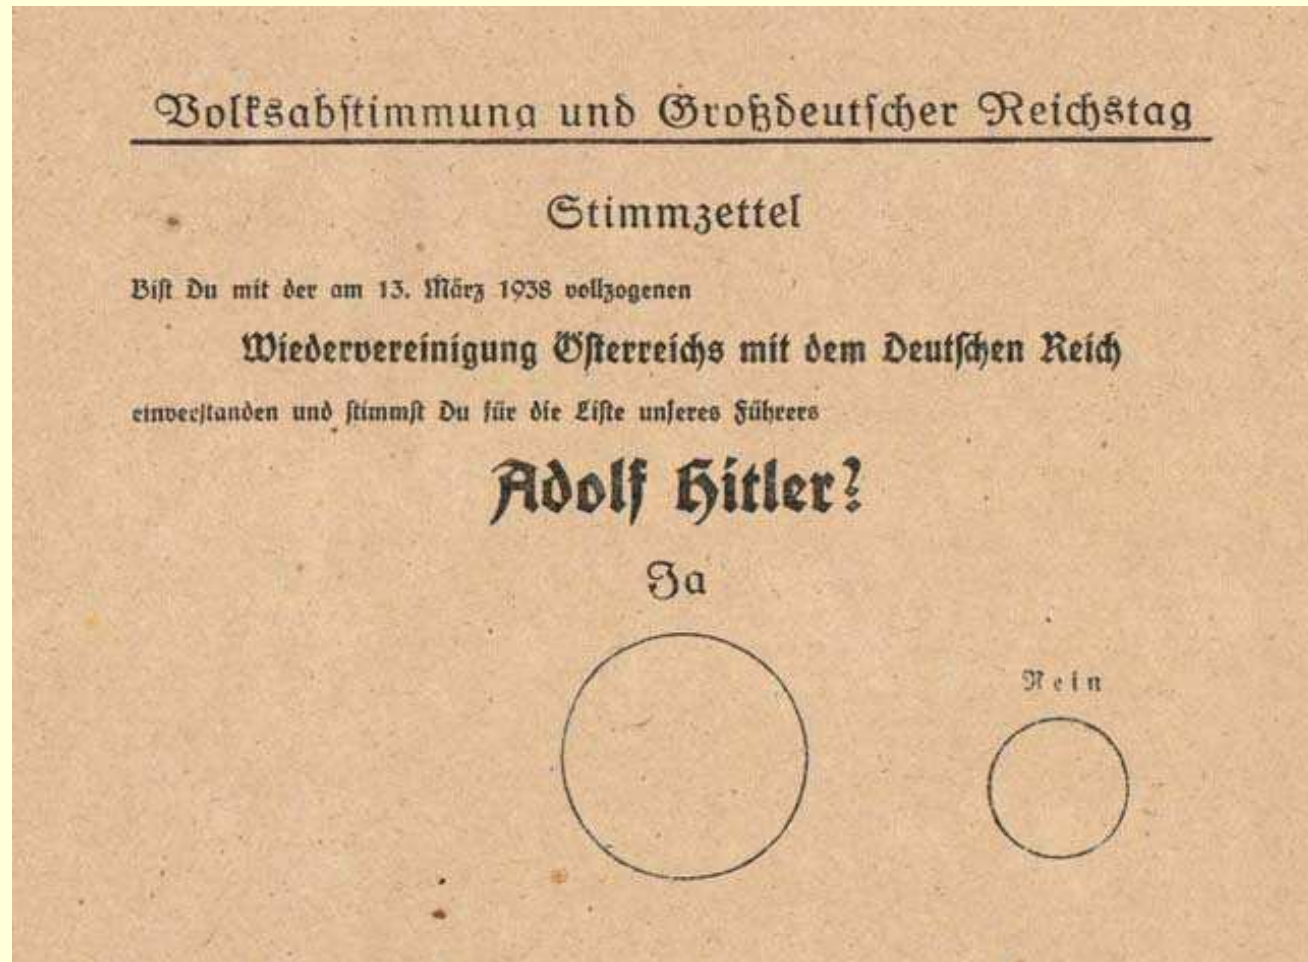 Volksabstimmung und Großdeutscher Reichstag
Stimmzettel
Bist Du mit der am 13. März 1938 vollzogenen
Wiedervereinigung Österreichs mit dem Deutschen Reich
einverstanden und stimmst Du für die Liste unseres Führers
Adolf Hitler?
Ja
Nein